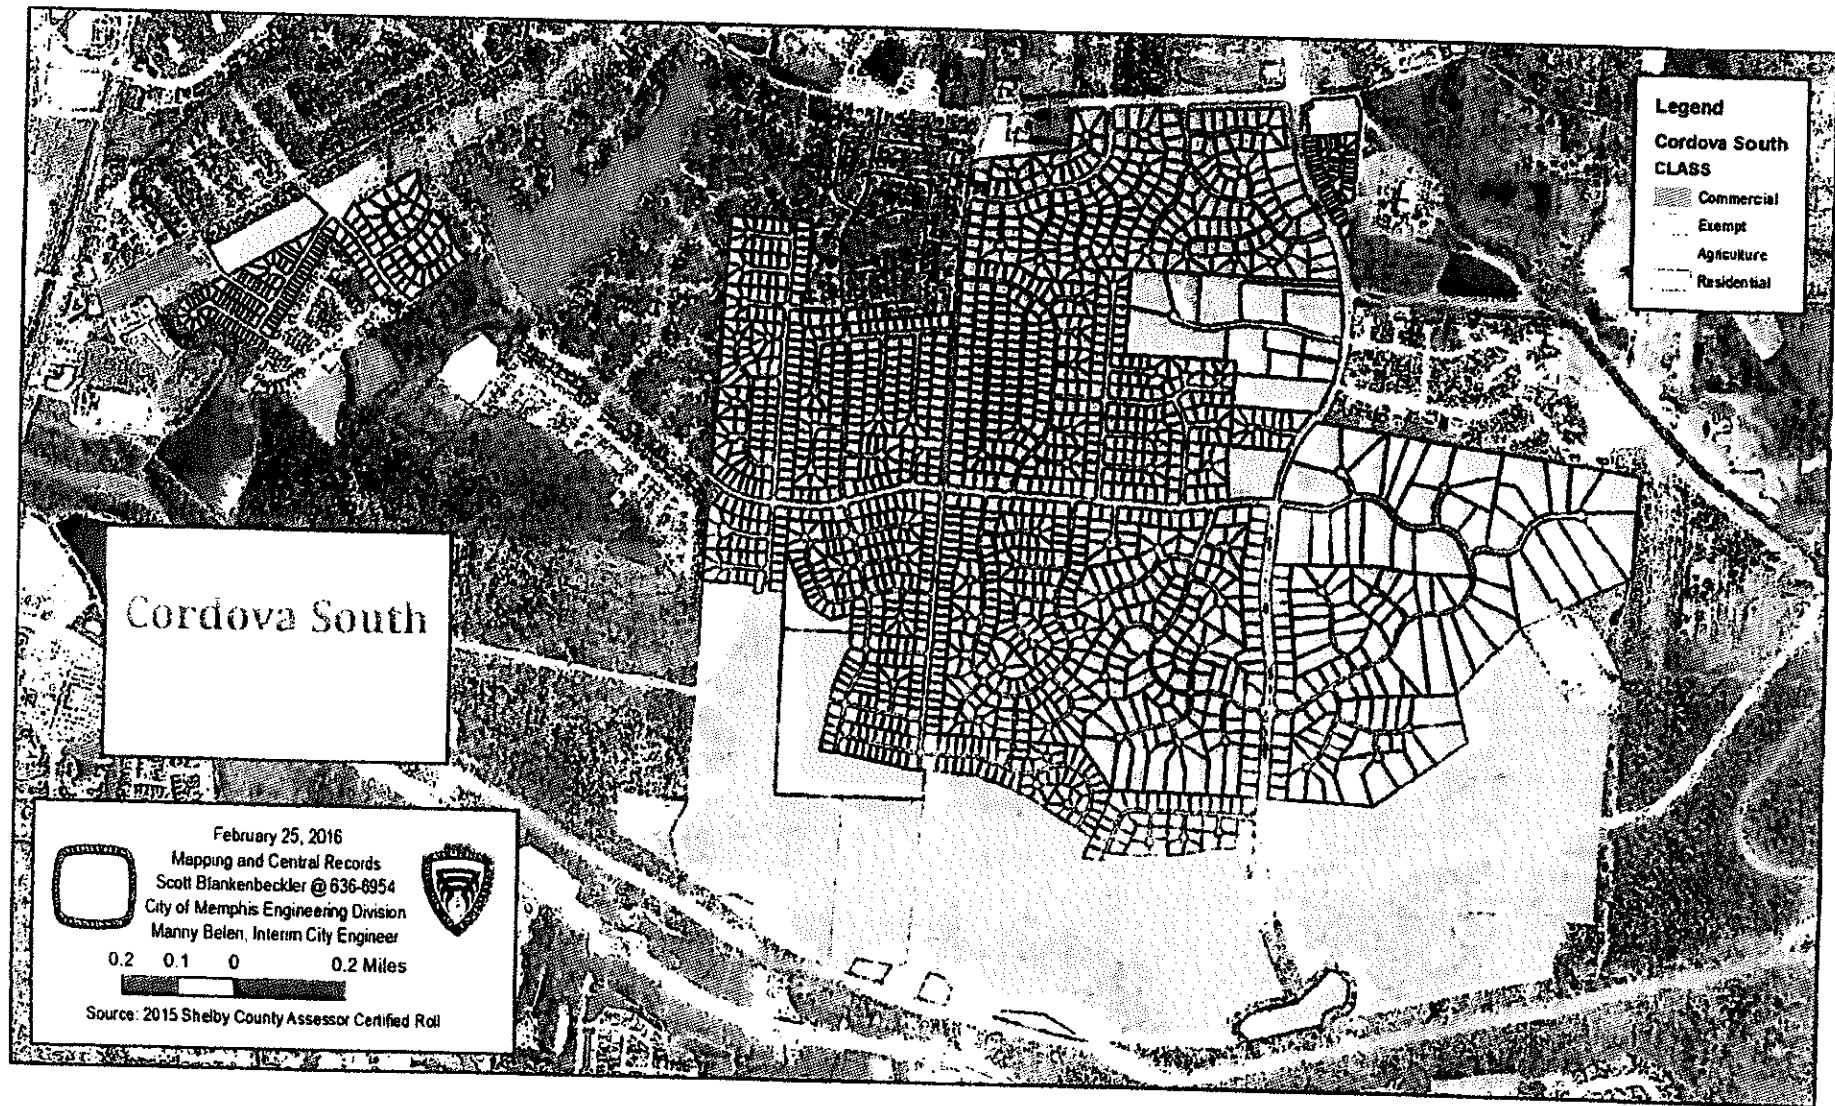 Legend
Cordova South
CLASS
Commercial
Exempt
Agriculture
Residential
Cordova South
February 25, 2016
Mapping and Central Records
Scott Blankenbeckler @ 636-6954
City of Memphis Engineering Division
Manny Belen, Interim City Engineer
0.2 0.1 0 0.2 Miles
Source: 2015 Shelby County Assessor Certified Roll